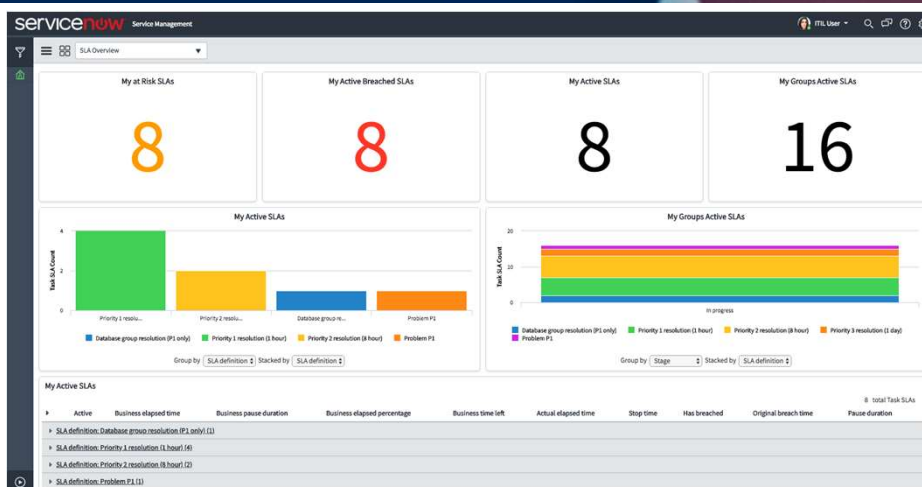 servicenow Service Management
ITIL User
SLA Overview
My at Risk SLAs
My Active Breached SLAs
My Active SLAs
My Groups Active SLAs
8
8
8
16
My Active SLAs
4
2
0
Task SLA Count
Priority 1 resolu...
Priority 2 resolu...
Database group re...
Problem P1
Database group resolution (P1 only)
Priority 1 resolution (1 hour)
Priority 2 resolution (8 hour)
Problem P1
Group by SLA definition Stacked by SLA definition
My Groups Active SLAs
20
10
0
Task SLA Count
In progress
Database group resolution (P1 only)
Priority 1 resolution (1 hour)
Priority 2 resolution (8 hour)
Priority 3 resolution (1 day)
Problem P1
Group by Stage Stacked by SLA definition
My Active SLAs
8 total Task SLAs
Active Business elapsed time Business pause duration Business elapsed percentage Business time left Actual elapsed time Stop time Has breached Original breach time Pause duration
SLA definition: Database group resolution (P1 only) (1)
SLA definition: Priority 1 resolution (1 hour) (4)
SLA definition: Priority 2 resolution (8 hour) (2)
SLA definition: Problem P1 (1)